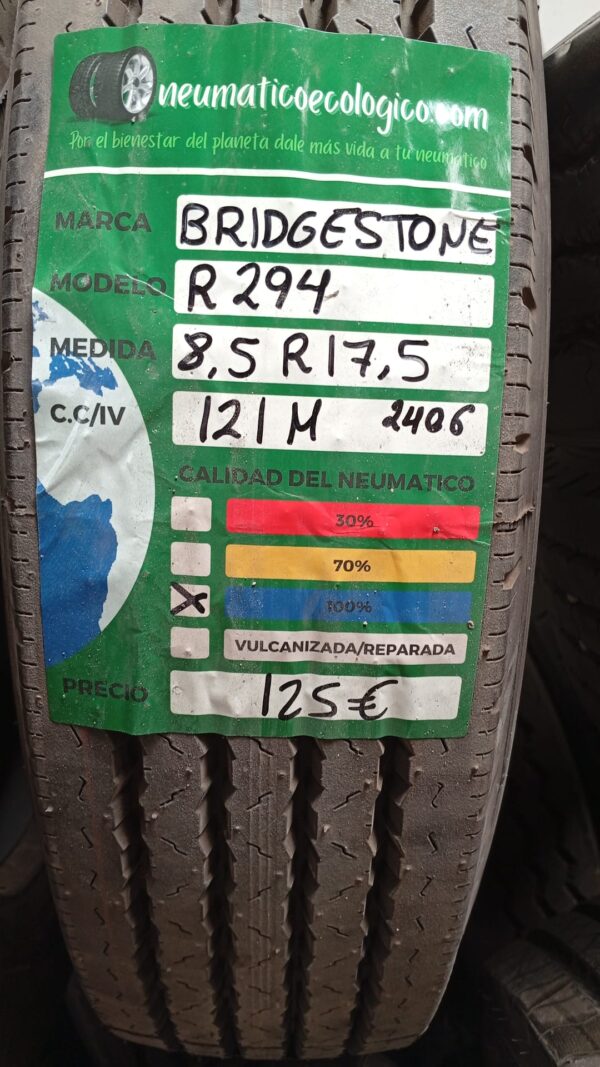 neumaticoecologico.com
Por el bienestar del planeta dale más vida a tu neumático
MARCA BRIDGESTONE
MODELO R 294
MEDIDA 8,5 R 17,5
C.C/IV 121 M 2406
CALIDAD DEL NEUMATICO
30%
70%
X 100%
VULCANIZADA/REPARADA
PRECIO 125€